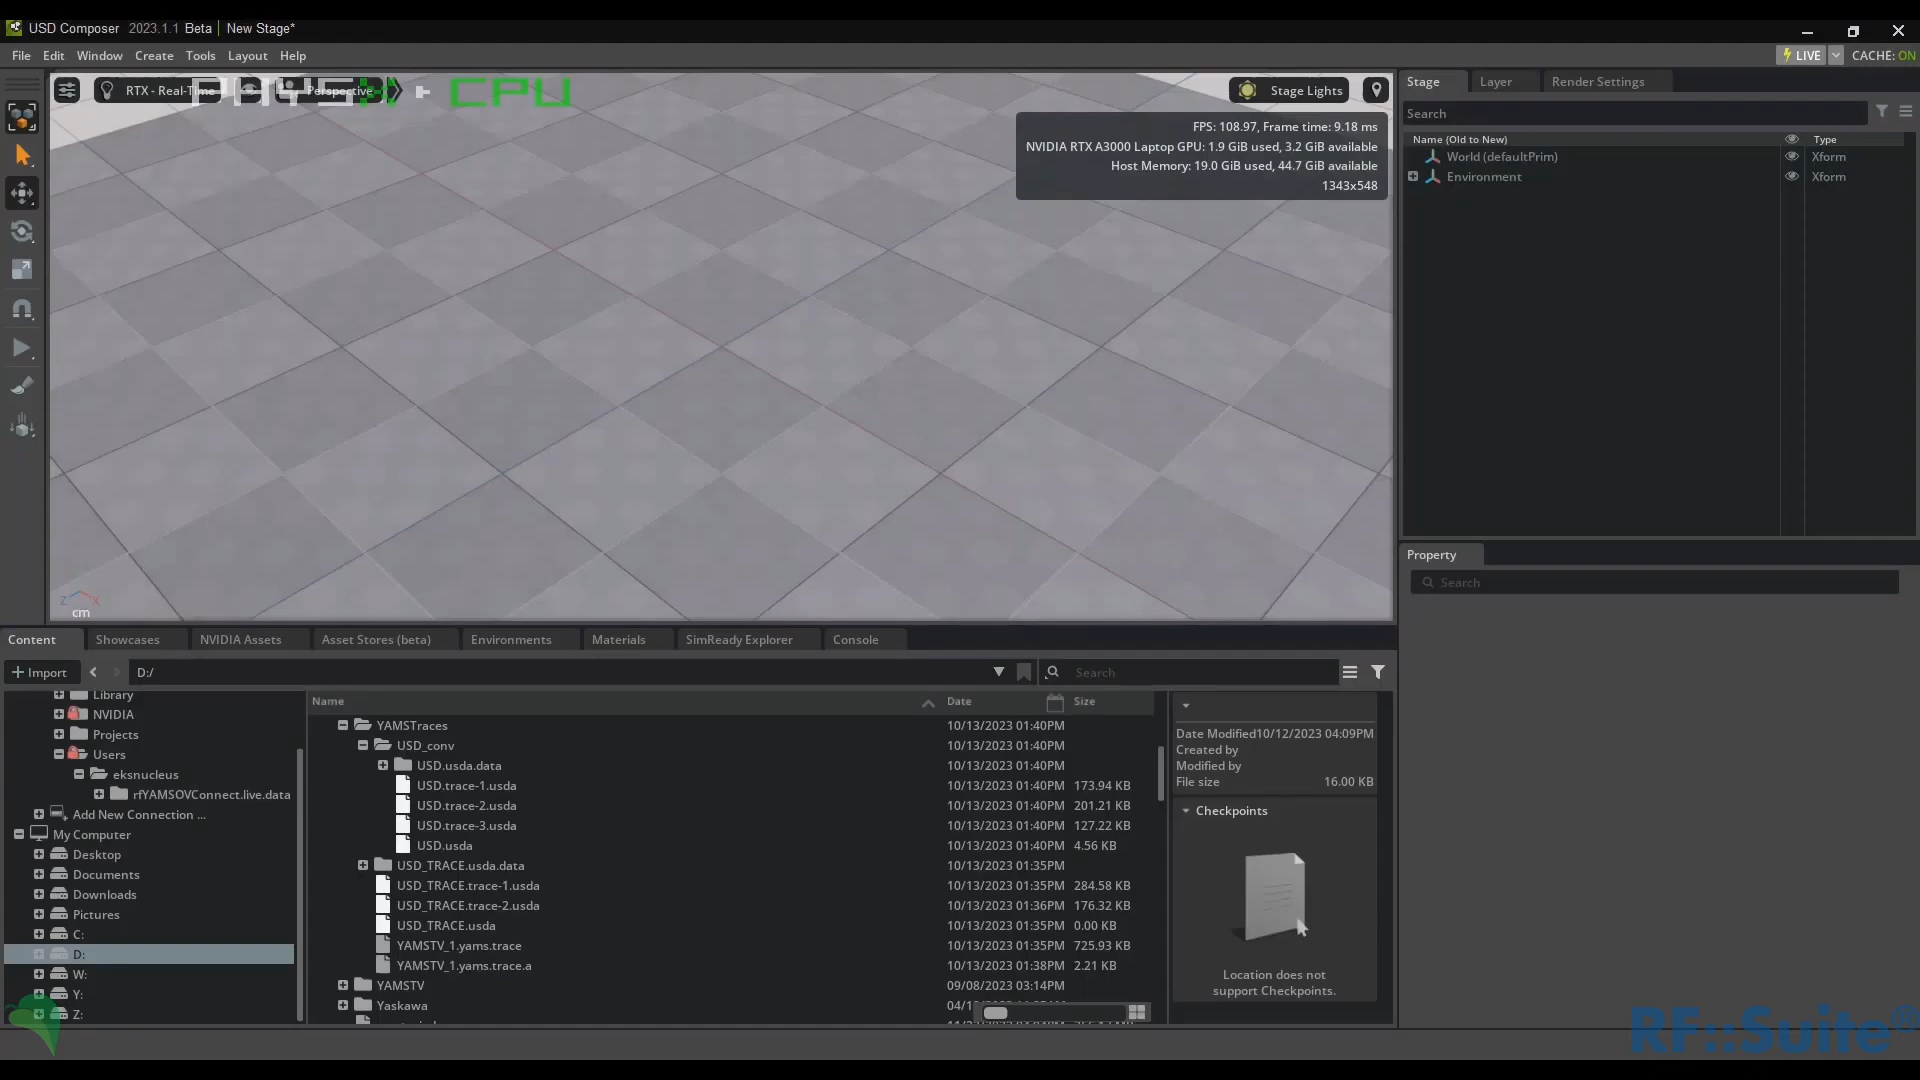 USD Composer 2023.1.1 Beta New Stage*
File Edit Window Create Tools Layout Help
LIVE CACHE: ON
RTX - Real-Time Perspective CPU
Stage Lights
FPS: 108.97, Frame time: 9.18 ms
NVIDIA RTX A3000 Laptop GPU: 1.9 GiB used, 3.2 GiB available
Host Memory: 19.0 GiB used, 44.7 GiB available
1343x548
Z X
cm
Stage Layer Render Settings
Search
Name (Old to New) Type
World (defaultPrim) Xform
Environment Xform
Property
Search
Content Showcases NVIDIA Assets Asset Stores (beta) Environments Materials SimReady Explorer Console
Import D:/ Search
Library
NVIDIA
Projects
Users
eksnucleus
rfYAMSOVConnect.live.data
Add New Connection ...
My Computer
Desktop
Documents
Downloads
Pictures
C:
D:
W:
Y:
Z:
Name Date Size
YAMSTraces 10/13/2023 01:40PM
USD_conv 10/13/2023 01:40PM
USD.usda.data 10/13/2023 01:40PM
USD.trace-1.usda 10/13/2023 01:40PM 173.94 KB
USD.trace-2.usda 10/13/2023 01:40PM 201.21 KB
USD.trace-3.usda 10/13/2023 01:40PM 127.22 KB
USD.usda 10/13/2023 01:40PM 4.56 KB
USD_TRACE.usda.data 10/13/2023 01:35PM
USD_TRACE.trace-1.usda 10/13/2023 01:35PM 284.58 KB
USD_TRACE.trace-2.usda 10/13/2023 01:36PM 176.32 KB
USD_TRACE.usda 10/13/2023 01:35PM 0.00 KB
YAMSTV_1.yams.trace 10/13/2023 01:35PM 725.93 KB
YAMSTV_1.yams.trace.a 10/13/2023 01:38PM 2.21 KB
YAMSTV 09/08/2023 03:14PM
Yaskawa
Date Modified 10/12/2023 04:09PM
Created by
Modified by
File size 16.00 KB
Checkpoints
Location does not
support Checkpoints.
RF::Suite®